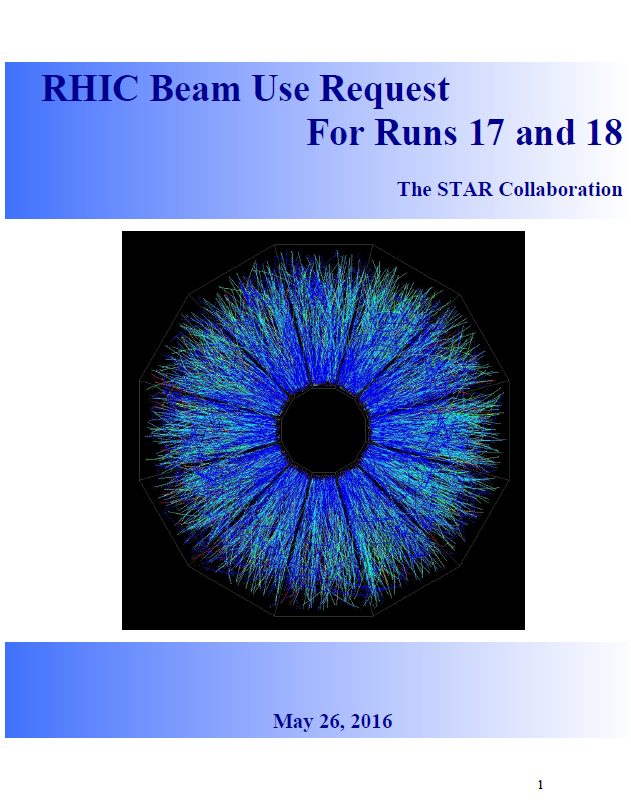 RHIC Beam Use Request
For Runs 17 and 18
The STAR Collaboration
May 26, 2016
1